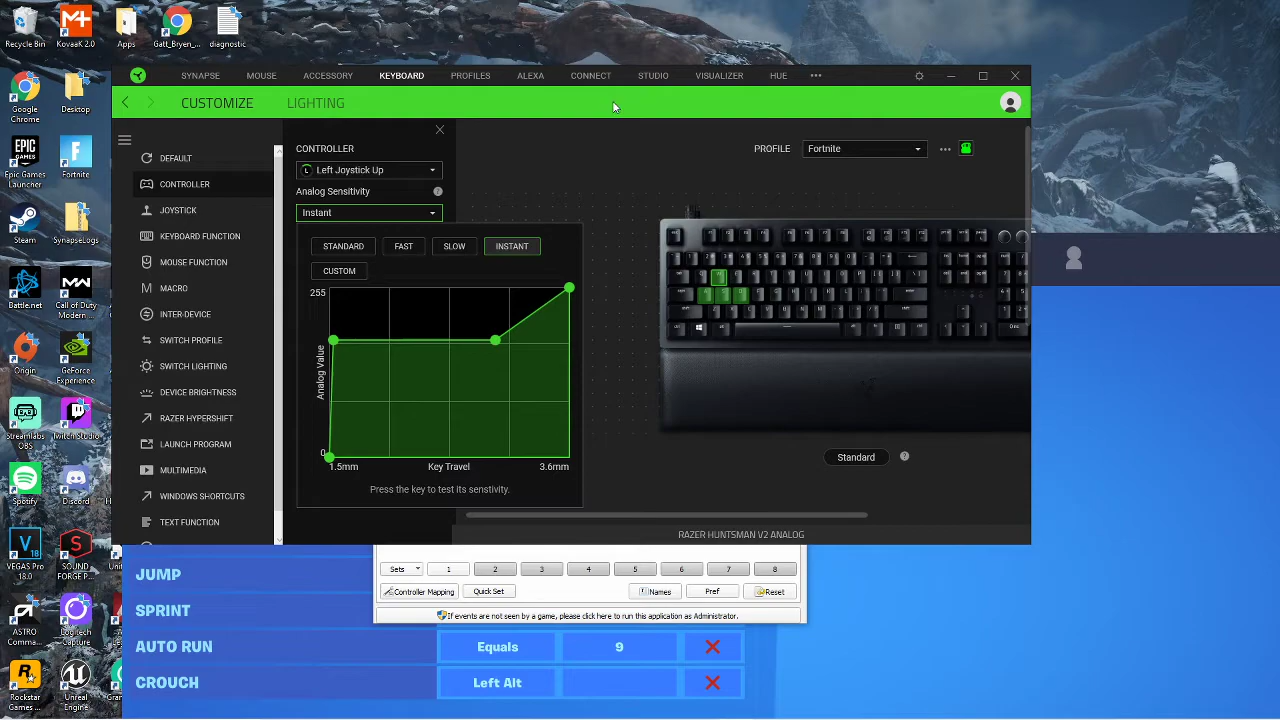 Recycle Bin
KovaaK 2.0
Apps
Gatt_Bryen_...
diagnostic
Google Chrome
Desktop
Epic Games Launcher
Fortnite
Steam
SynapseLogs
Battle.net
Call of Duty Modern...
Origin
GeForce Experience
Streamlabs OBS
Twitch Studio
Spotify
Discord
VEGAS Pro 18.0
SOUND FORGE P...
ASTRO Comma...
Logitech Capture
Rockstar Games ...
Unreal Engine
SYNAPSE MOUSE ACCESSORY KEYBOARD PROFILES ALEXA CONNECT STUDIO VISUALIZER HUE
CUSTOMIZE LIGHTING
DEFAULT
CONTROLLER
JOYSTICK
KEYBOARD FUNCTION
MOUSE FUNCTION
MACRO
INTER-DEVICE
SWITCH PROFILE
SWITCH LIGHTING
DEVICE BRIGHTNESS
RAZER HYPERSHIFT
LAUNCH PROGRAM
MULTIMEDIA
WINDOWS SHORTCUTS
TEXT FUNCTION
CONTROLLER
Left Joystick Up
Analog Sensitivity
Instant
STANDARD FAST SLOW INSTANT
CUSTOM
255
Analog Value
0
1.5mm Key Travel 3.6mm
Press the key to test its senstivity.
PROFILE Fortnite
Standard
RAZER HUNTSMAN V2 ANALOG
Sets 1 2 3 4 5 6 7 8
Controller Mapping Quick Set Names Pref Reset
If events are not seen by a game, please click here to run this application as Administrator.
JUMP
SPRINT
AUTO RUN Equals 9
CROUCH Left Alt